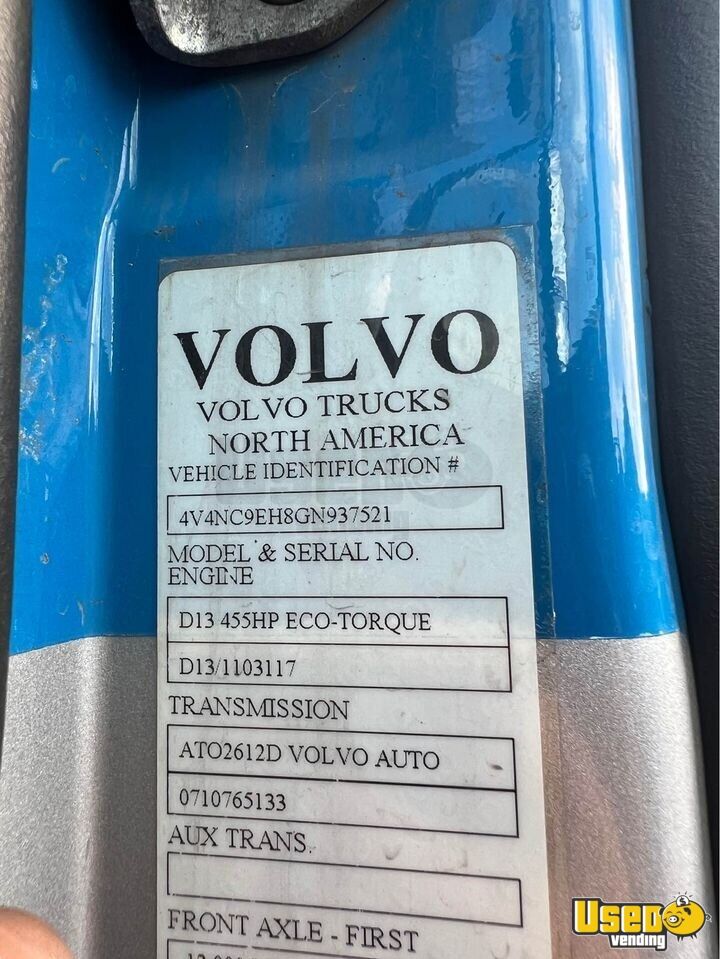 VOLVO
VOLVO TRUCKS
NORTH AMERICA
VEHICLE IDENTIFICATION #
4V4NC9EH8GN937521
MODEL & SERIAL NO.
ENGINE
D13 455HP ECO-TORQUE
D13/1103117
TRANSMISSION
ATO2612D VOLVO AUTO
0710765133
AUX TRANS.
FRONT AXLE - FIRST
Used
vending